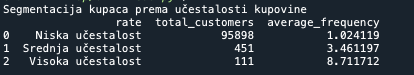 Segmentacija kupaca prema učestalosti kupovine
rate total_customers average_frequency
0 Niska učestalost 95898 1.024119
1 Srednja učestalost 451 3.461197
2 Visoka učestalost 111 8.711712